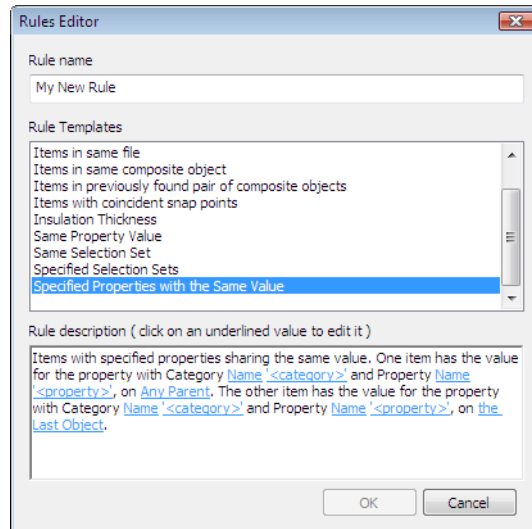 Rules Editor
Rule name
My New Rule
Rule Templates
Items in same file
Items in same composite object
Items in previously found pair of composite objects
Items with coincident snap points
Insulation Thickness
Same Property Value
Same Selection Set
Specified Selection Sets
Specified Properties with the Same Value
Rule description ( click on an underlined value to edit it )
Items with specified properties sharing the same value. One item has the value
for the property with Category Name '<category>' and Property Name
'<property>', on Any Parent. The other item has the value for the property
with Category Name '<category>' and Property Name '<property>', on the
Last Object.
OK Cancel